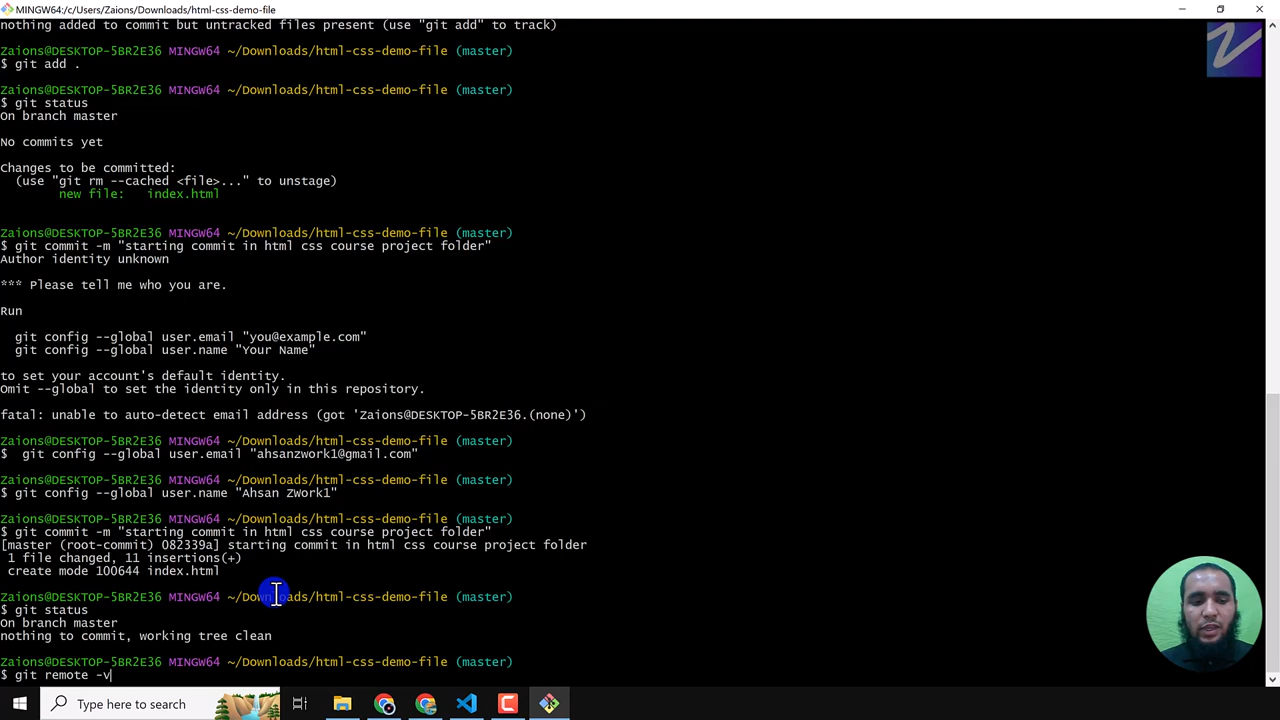 MINGW64:/c/Users/Zaions/Downloads/html-css-demo-file
nothing added to commit but untracked files present (use "git add" to track)
Zaions@DESKTOP-5BR2E36 MINGW64 ~/Downloads/html-css-demo-file (master)
$ git add .
Zaions@DESKTOP-5BR2E36 MINGW64 ~/Downloads/html-css-demo-file (master)
$ git status
On branch master
No commits yet
Changes to be committed:
(use "git rm --cached <file>..." to unstage)
new file:   index.html
Zaions@DESKTOP-5BR2E36 MINGW64 ~/Downloads/html-css-demo-file (master)
$ git commit -m "starting commit in html css course project folder"
Author identity unknown
*** Please tell me who you are.
Run
git config --global user.email "you@example.com"
git config --global user.name "Your Name"
to set your account's default identity.
Omit --global to set the identity only in this repository.
fatal: unable to auto-detect email address (got 'Zaions@DESKTOP-5BR2E36.(none)')
Zaions@DESKTOP-5BR2E36 MINGW64 ~/Downloads/html-css-demo-file (master)
$  git config --global user.email "ahsanzwork1@gmail.com"
Zaions@DESKTOP-5BR2E36 MINGW64 ~/Downloads/html-css-demo-file (master)
$ git config --global user.name "Ahsan ZWork1"
Zaions@DESKTOP-5BR2E36 MINGW64 ~/Downloads/html-css-demo-file (master)
$ git commit -m "starting commit in html css course project folder"
[master (root-commit) 082339a] starting commit in html css course project folder
1 file changed, 11 insertions(+)
create mode 100644 index.html
Zaions@DESKTOP-5BR2E36 MINGW64 ~/Downloads/html-css-demo-file (master)
$ git status
On branch master
nothing to commit, working tree clean
Zaions@DESKTOP-5BR2E36 MINGW64 ~/Downloads/html-css-demo-file (master)
$ git remote -v
Type here to search